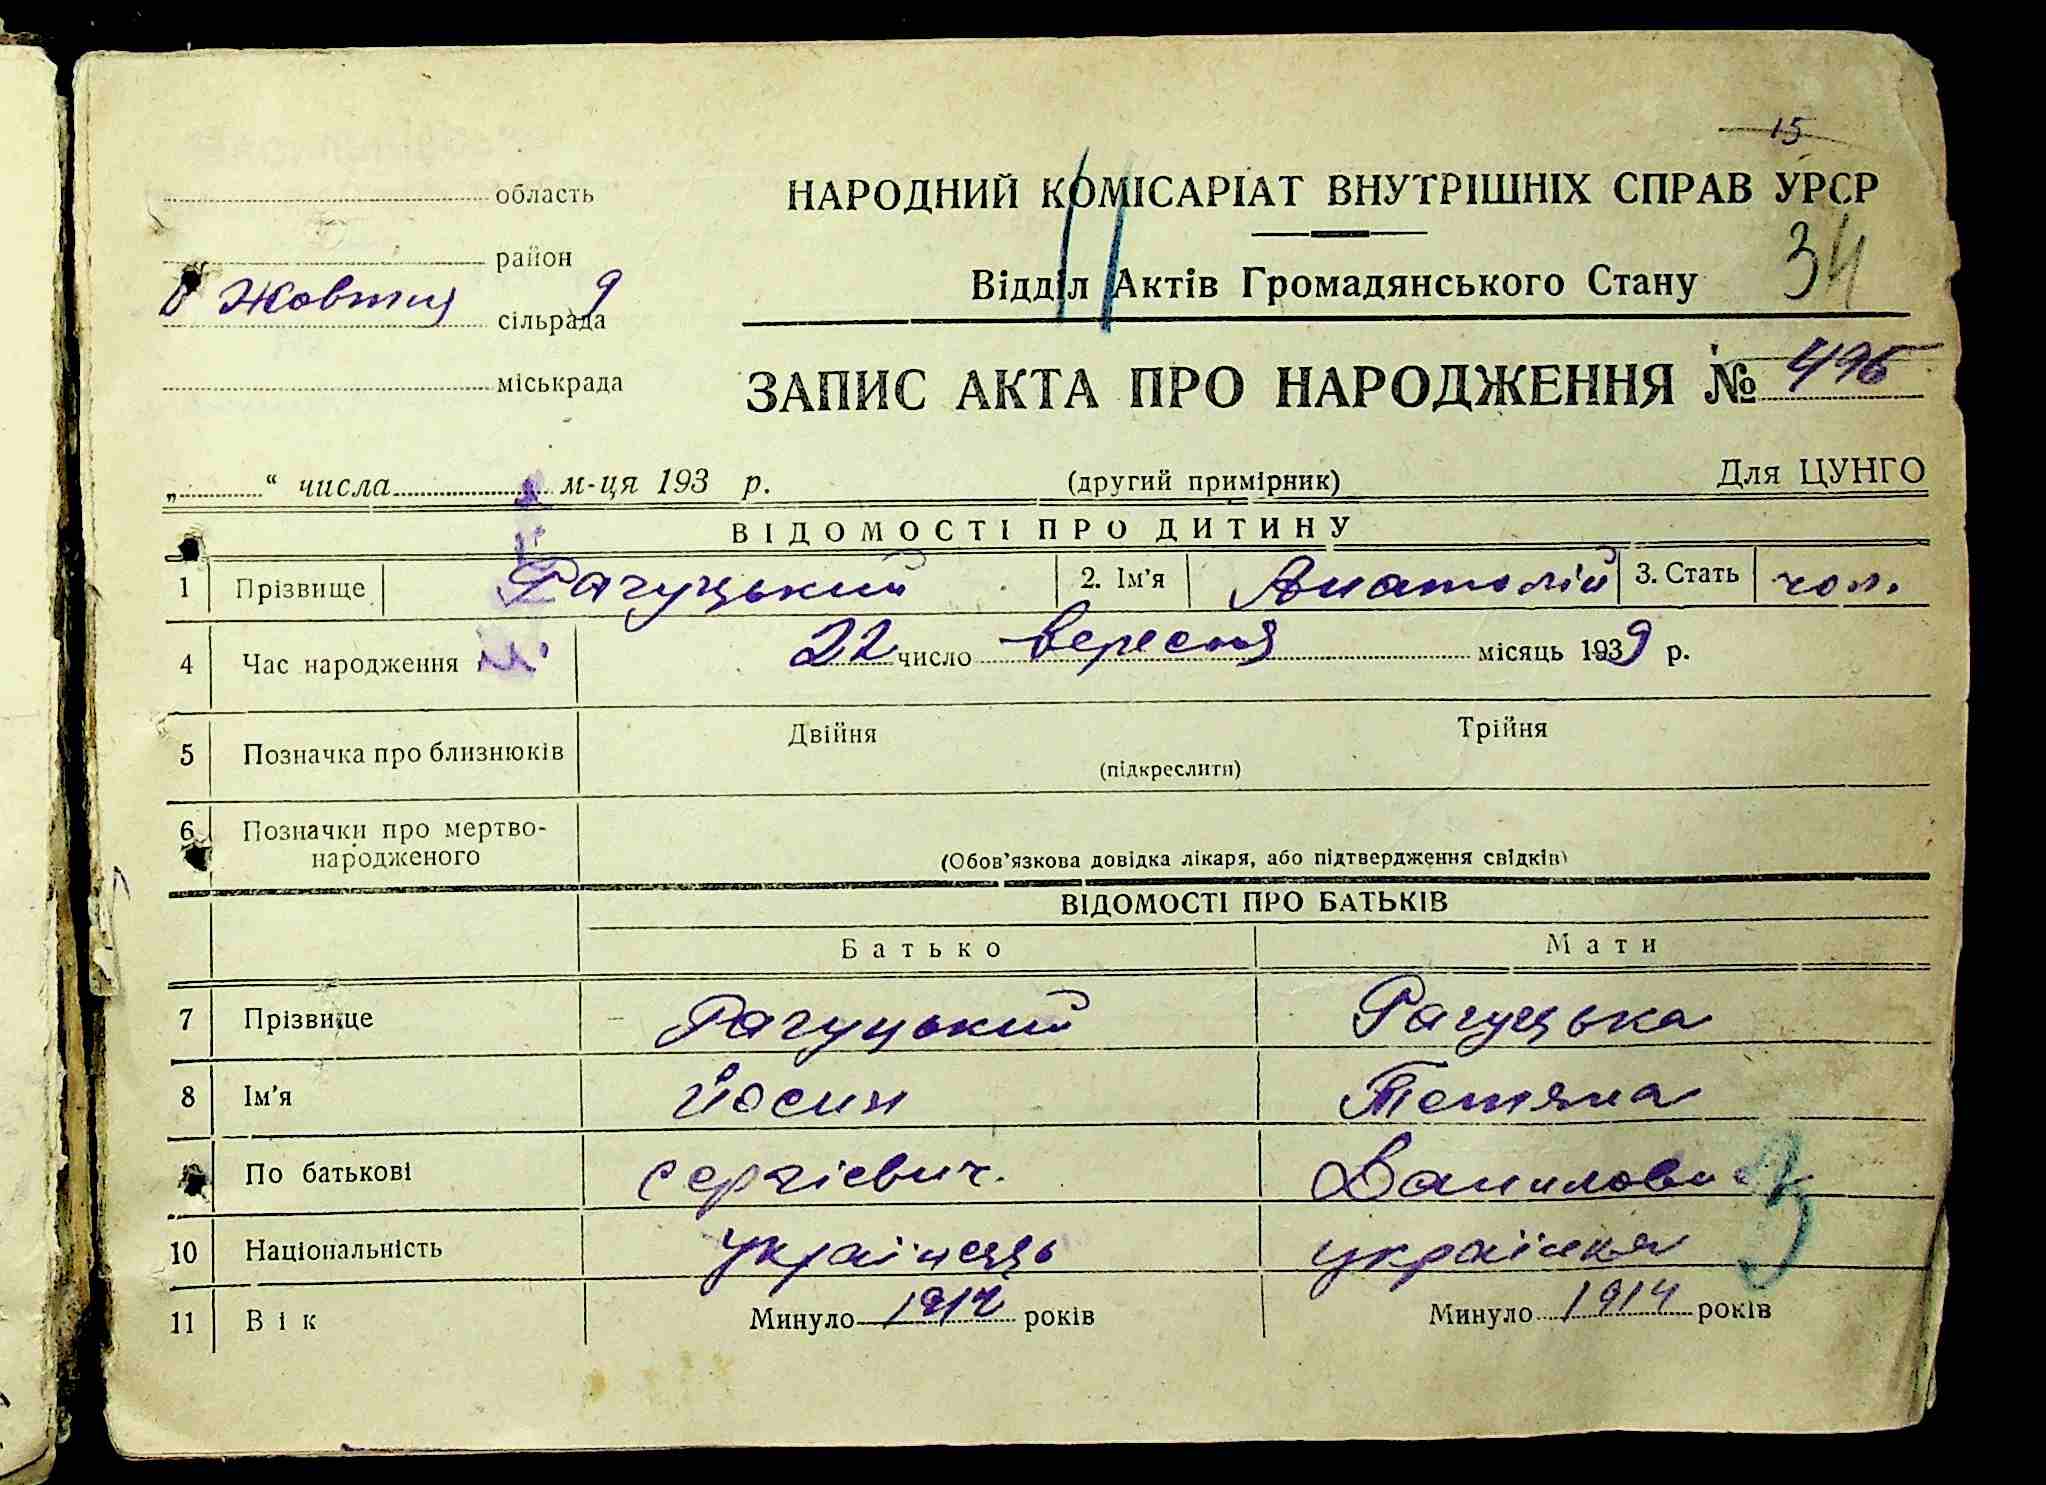 15
область
НАРОДНИЙ КОМІСАРІАТ ВНУТРІШНІХ СПРАВ УРСР
район
34
Жовтня 9
сільрада
Відділ Актів Громадянського Стану
міськрада
ЗАПИС АКТА ПРО НАРОДЖЕННЯ № 496
„ “ числа м-ця 193 р. (другий примірник) Для ЦУНГО
ВІДОМОСТІ ПРО ДИТИНУ
1 Прізвище Рагуцький 2. Ім’я Анатолій 3. Стать чол.
4 Час народження 22 число вересня місяць 1939 р.
5 Позначка про близнюків Двійня Трійня
(підкреслити)
6 Позначки про мертво-
народженого
(Обов’язкова довідка лікаря, або підтвердження свідків)
ВІДОМОСТІ ПРО БАТЬКІВ
Батько Мати
7 Прізвище Рагуцький Рагуцька
8 Ім’я Йосип Тетяна
По батькові сергієвич. Данилов
3
10 Національність українець українка
11 Вік Минуло 1912 років Минуло 1914 років